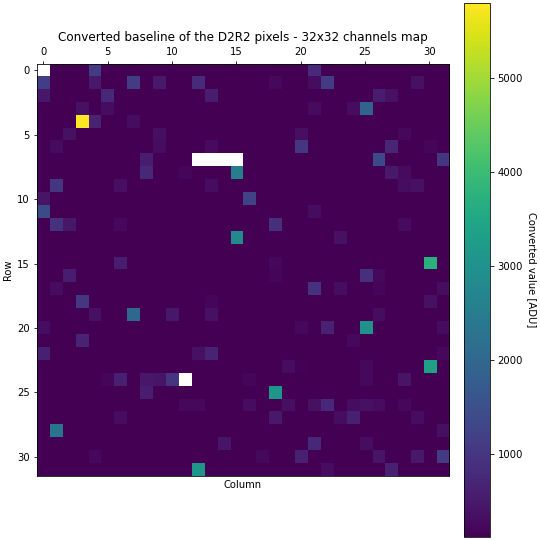 Converted baseline of the D2R2 pixels - 32x32 channels map
0 5 10 15 20 25 30
0
5
10
15
20
25
30
Row
Column
5000
4000
3000
2000
1000
Converted value [ADU]